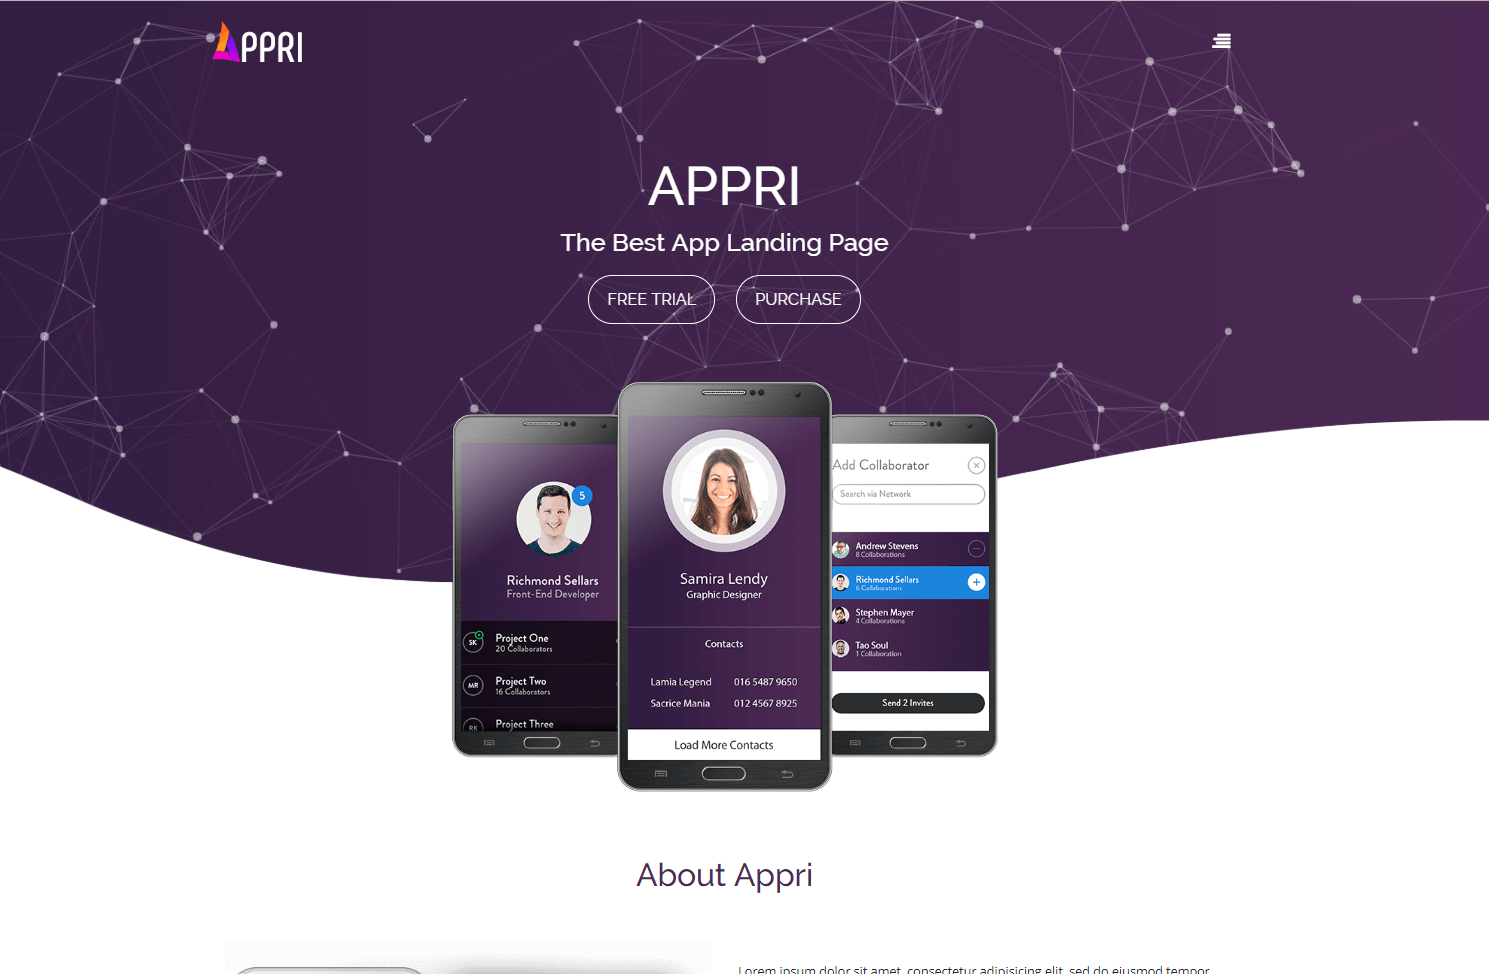 APPRI
APPRI
The Best App Landing Page
FREE TRIAL
PURCHASE
5
Richmond Sellars
Front-End Developer
SK
Project One
20 Collaborators
MR
Project Two
16 Collaborators
RK
Project Three
Samira Lendy
Graphic Designer
Contacts
Lamia Legend 016 5487 9650
Sacrice Mania 012 4567 8925
Load More Contacts
Add Collaborator
Search via Network
Andrew Stevens
8 Collaborations
Richmond Sellars
6 Collaborations
Stephen Mayer
4 Collaborations
Tao Soul
1 Collaboration
Send 2 Invites
About Appri
Lorem ipsum dolor sit amet, consectetur adipisicing elit, sed do eiusmod tempor